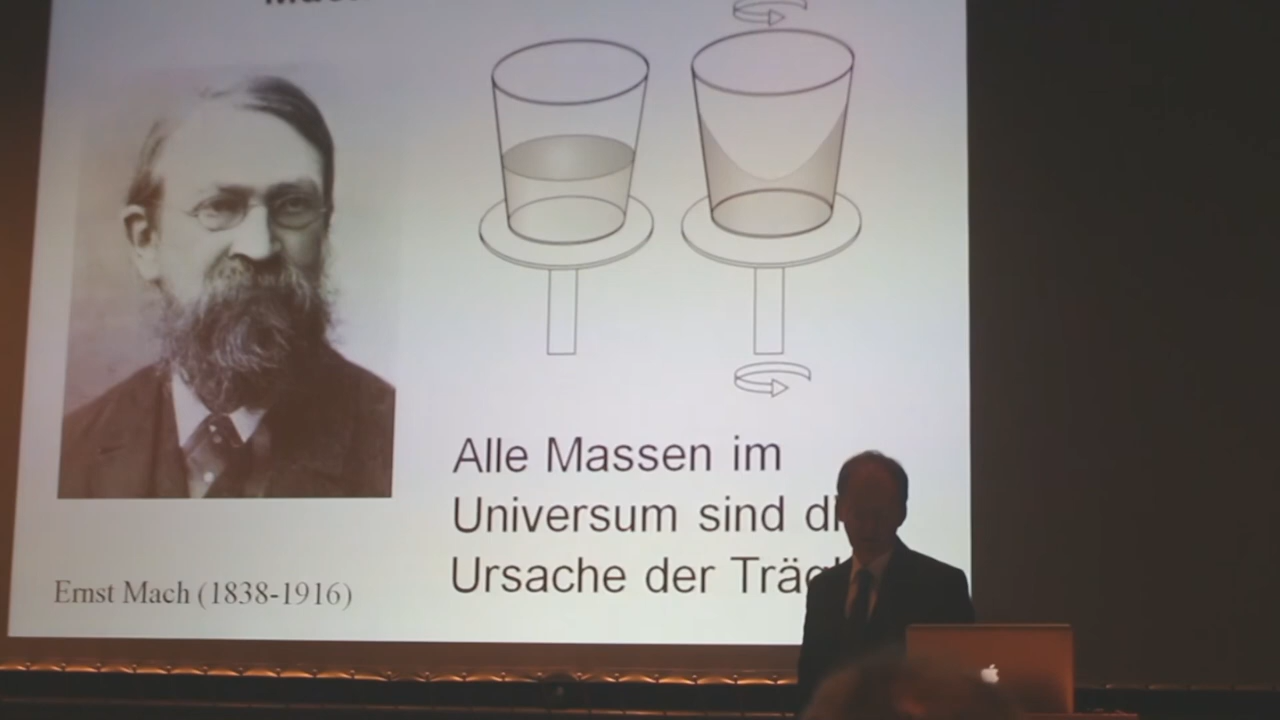 Alle Massen im
Universum sind
Ursache der
Ernst Mach (1838-1916)